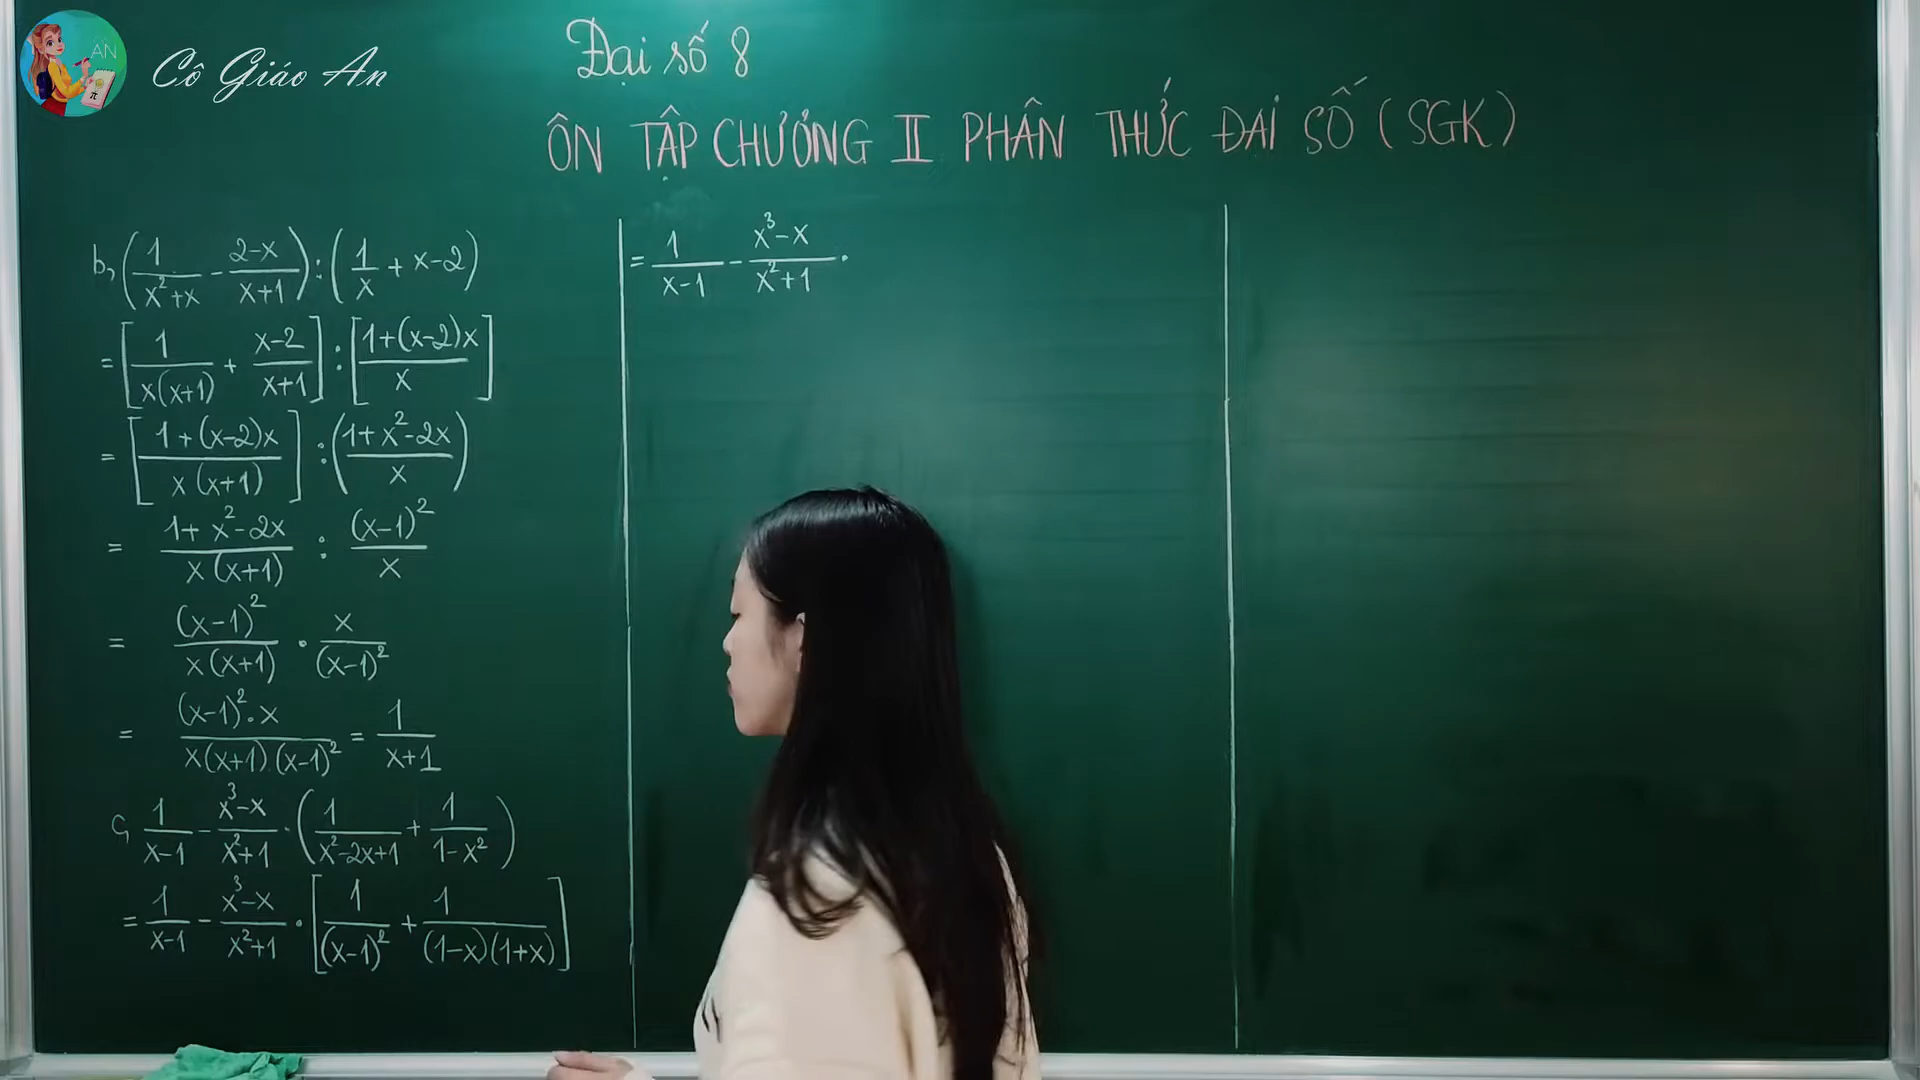 ÂN
Cô Giáo An
Đại số 8
ÔN TẬP CHƯƠNG II PHÂN THỨC ĐẠI SỐ (SGK)
b, (1/(x²+x) - (2-x)/(x+1)) : (1/x + x-2)
= [1/(x(x+1)) + (x-2)/(x+1)] : [(1+(x-2)x)/x]
= [(1+(x-2)x)/(x(x+1))] : ((1+x²-2x)/x)
= (1+x²-2x)/(x(x+1)) : (x-1)²/x
= (x-1)²/(x(x+1)) · x/(x-1)²
= ((x-1)².x)/(x(x+1).(x-1)²) = 1/(x+1)
c, 1/(x-1) - (x³-x)/(x²+1) · (1/(x²-2x+1) + 1/(1-x²))
= 1/(x-1) - (x³-x)/(x²+1) · [1/(x-1)² + 1/((1-x)(1+x))]
= 1/(x-1) - (x³-x)/(x²+1) ·